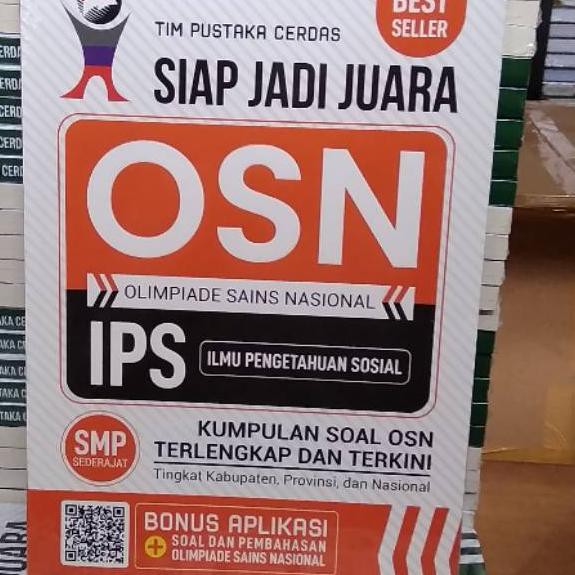 BEST
SELLER
TIM PUSTAKA CERDAS
SIAP JADI JUARA
OSN
OLIMPIADE SAINS NASIONAL
IPS
ILMU PENGETAHUAN SOSIAL
SMP
SEDERAJAT
KUMPULAN SOAL OSN
TERLENGKAP DAN TERKINI
Tingkat Kabupaten, Provinsi, dan Nasional
BONUS APLIKASI
+ SOAL DAN PEMBAHASAN
OLIMPIADE SAINS NASIONAL